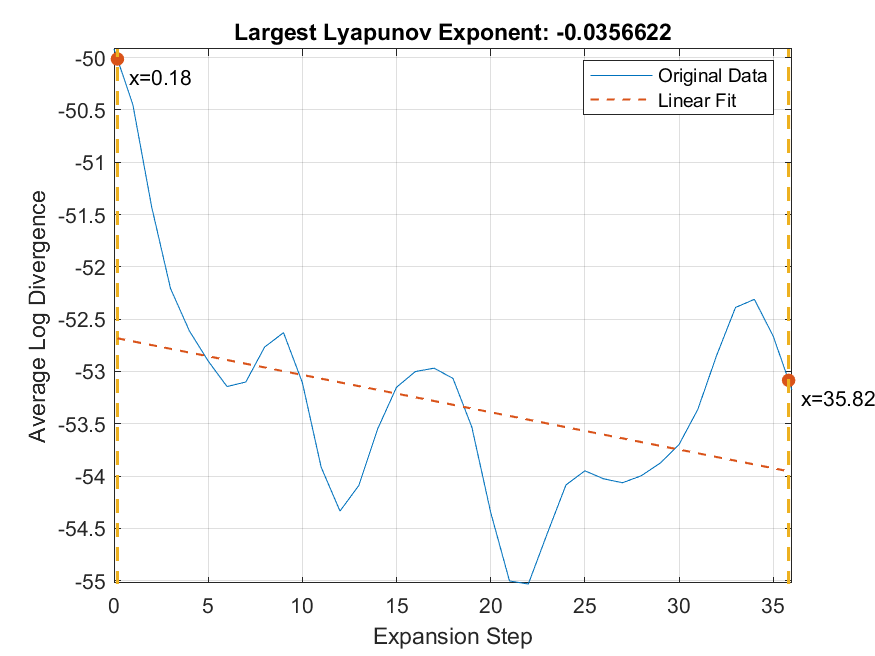 Largest Lyapunov Exponent: -0.0356622
Original Data
Linear Fit
x=0.18
x=35.82
-50
-50.5
-51
-51.5
-52
-52.5
-53
-53.5
-54
-54.5
-55
Average Log Divergence
0 5 10 15 20 25 30 35
Expansion Step